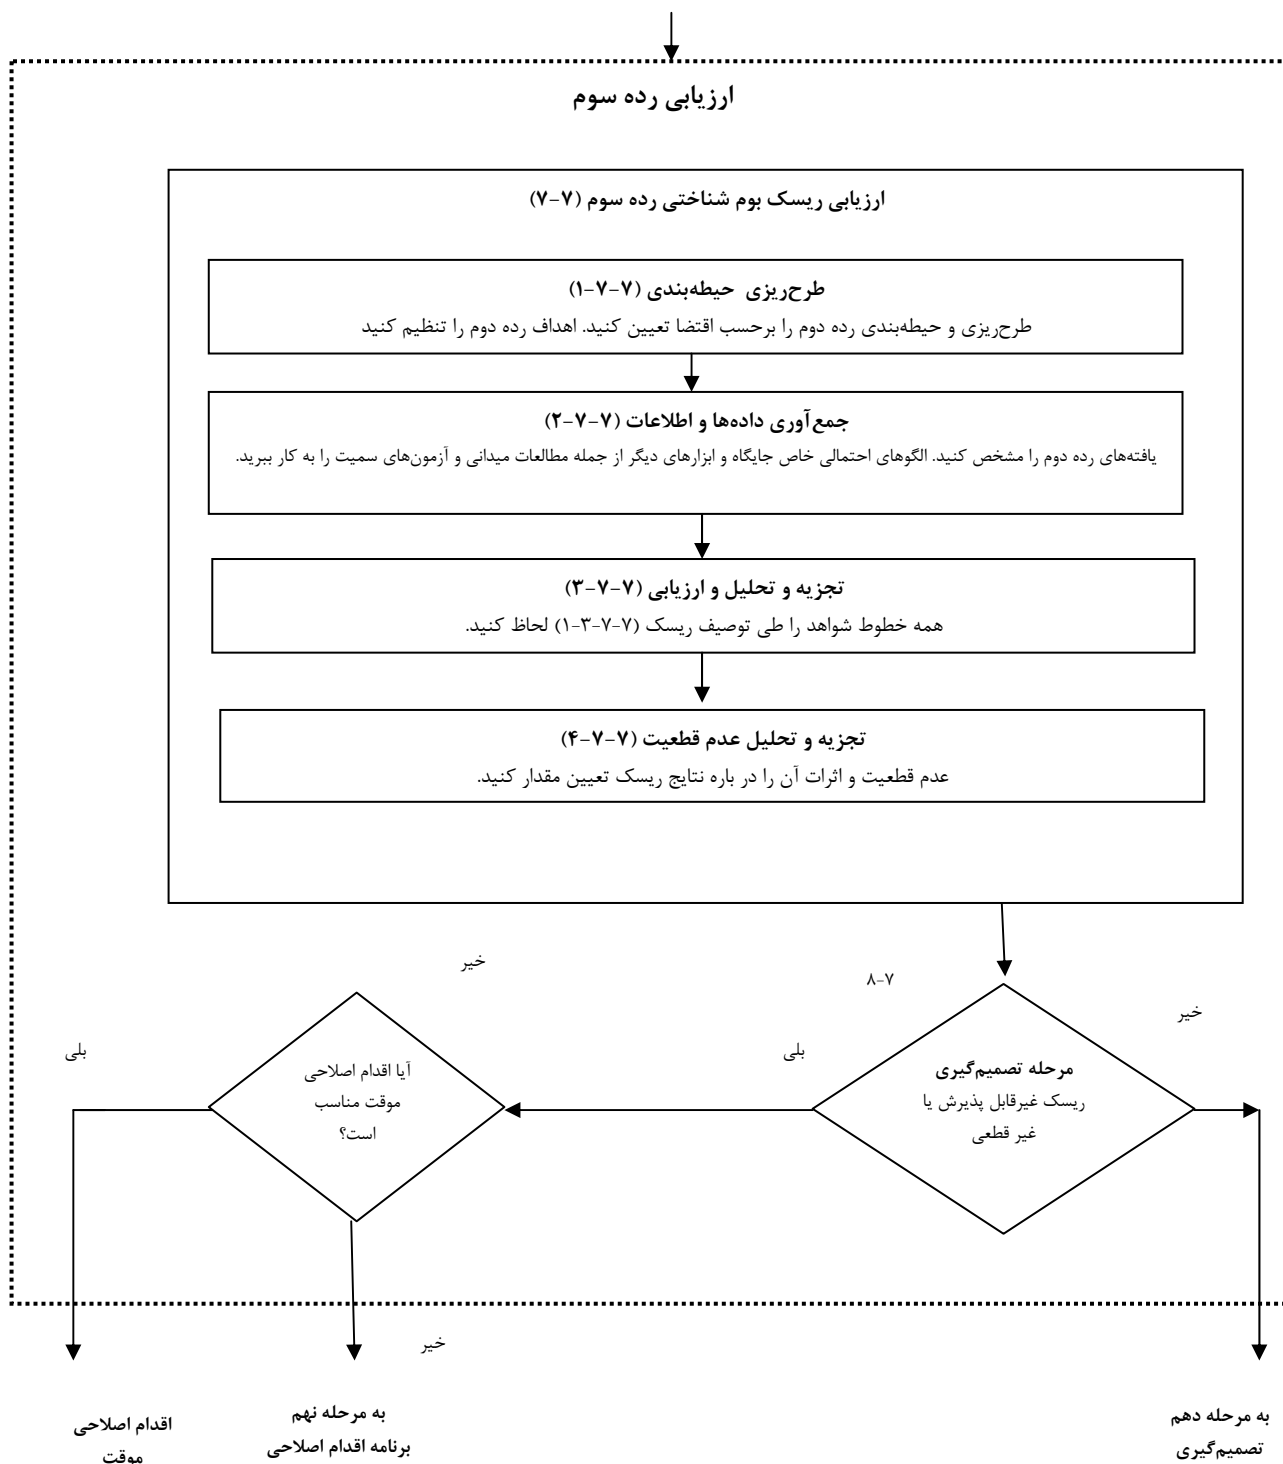 ارزیابی رده سوم
ارزیابی ریسک بوم شناختی رده سوم (۷-۷)
طرح‌ریزی حیطه‌بندی (۷-۷-۱)
طرح‌ریزی و حیطه‌بندی رده دوم را برحسب اقتضا تعیین کنید. اهداف رده دوم را تنظیم کنید
جمع‌آوری داده‌ها و اطلاعات (۷-۷-۲)
یافته‌های رده دوم را مشخص کنید. الگوهای احتمالی خاص جایگاه و ابزارهای دیگر از جمله مطالعات میدانی و آزمون‌های سمیت را به کار ببرید.
تجزیه و تحلیل و ارزیابی (۷-۷-۳)
همه خطوط شواهد را طی توصیف ریسک (۷-۷-۳-۱) لحاظ کنید.
تجزیه و تحلیل عدم قطعیت (۷-۷-۴)
عدم قطعیت و اثرات آن را در باره نتایج ریسک تعیین مقدار کنید.
خیر
۷-۸
خیر
بلی
بلی
مرحله تصمیم‌گیری
ریسک غیرقابل پذیرش یا
غیر قطعی
آیا اقدام اصلاحی
موقت مناسب
است؟
خیر
به مرحله دهم
تصمیم‌گیری
به مرحله نهم
برنامه اقدام اصلاحی
اقدام اصلاحی
موقت